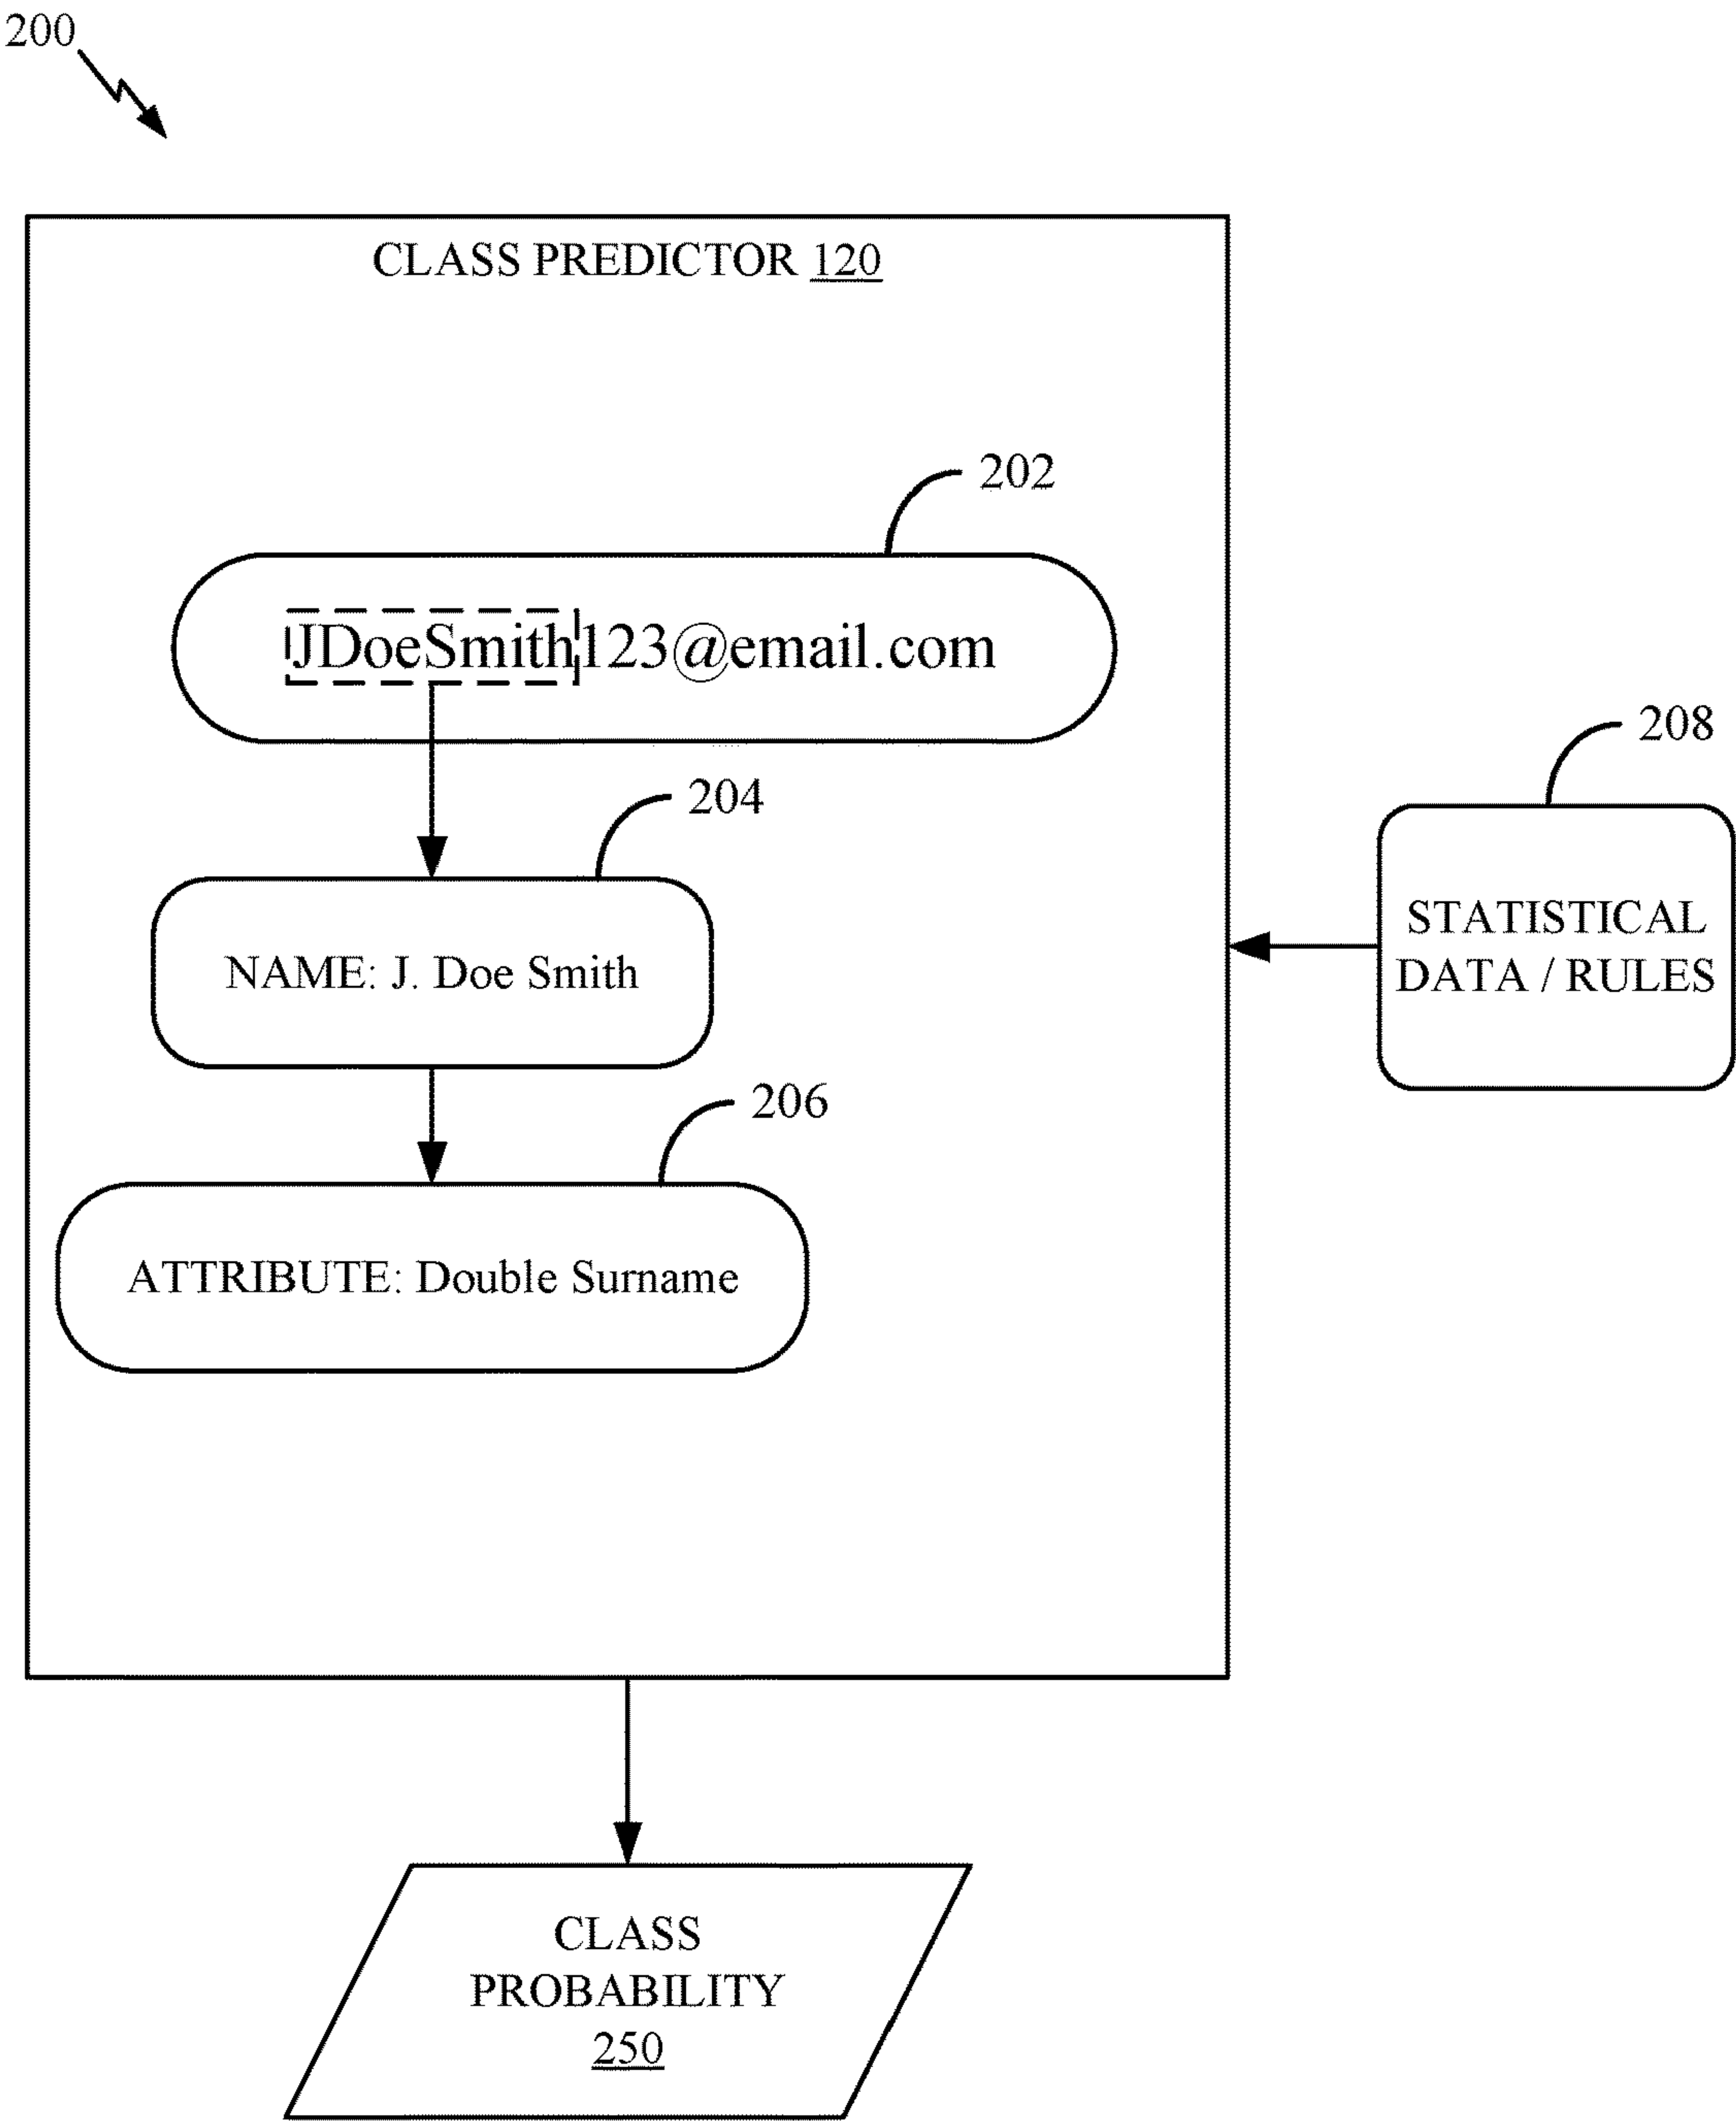 200
CLASS PREDICTOR 120
202
JDoeSmith123@email.com
208
204
STATISTICAL
DATA / RULES
NAME: J. Doe Smith
206
ATTRIBUTE: Double Surname
CLASS
PROBABILITY
250